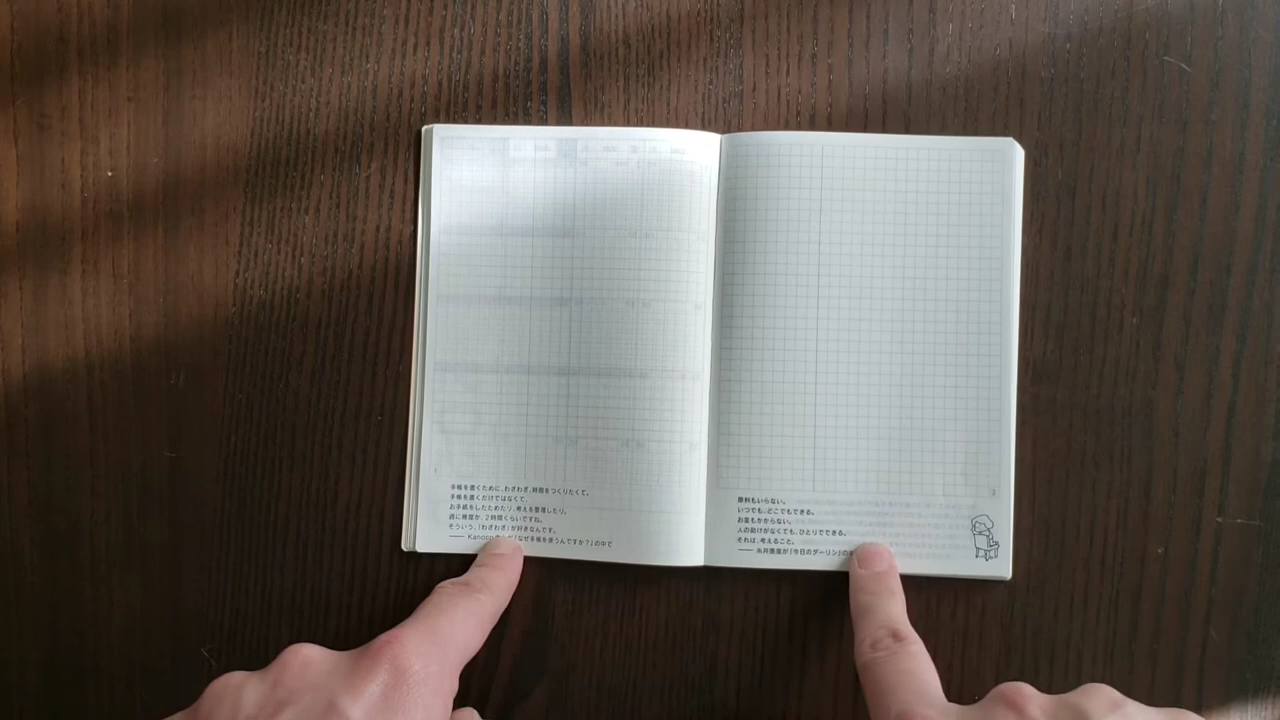 手帳を書くために、わざわざ、時間をつくりたくて。
手帳を書くだけではなくて、
お手紙をしたためたり、考えを整理したり。
週に幾度か、2時間くらいですね。
そういう、「わざわざ」が好きなんです。
—— Kanoco が『なぜ手帳を使うんですか?』の中で
1
原料もいらない。
いつでも、どこでもできる。
お金もかからない。
人の助けがなくても、ひとりでできる。
それは、考えること。
—— 糸井重里が『今日のダーリン』の
2